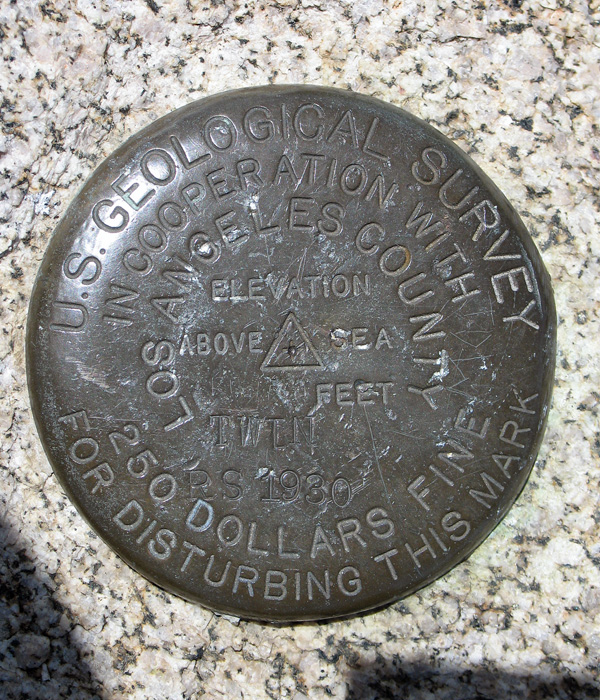 U.S. GEOLOGICAL SURVEY
IN COOPERATION WITH
LOS ANGELES COUNTY
ELEVATION
ABOVE SEA
FEET
TWIN
RS 1930
250 DOLLARS FINE
FOR DISTURBING THIS MARK